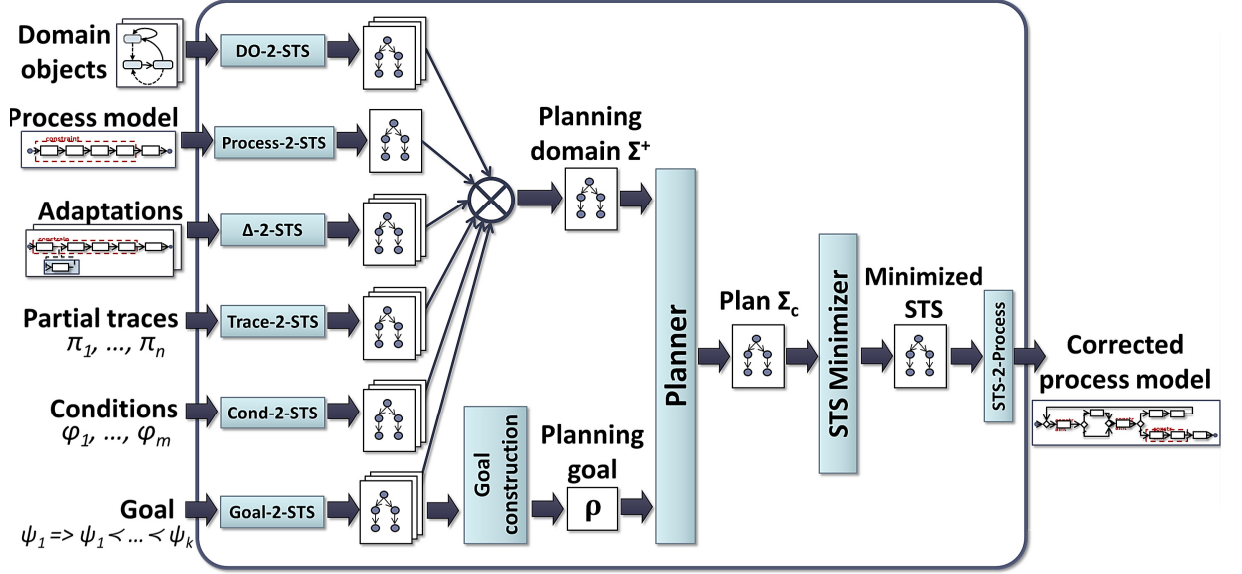 Domain
objects
DO-2-STS
Process model
constraint
Process-2-STS
Planning
domain Σ⁺
Adaptations
Δ-2-STS
Partial traces
π₁, ..., πₙ
Trace-2-STS
Conditions
φ₁, ..., φₘ
Cond-2-STS
Goal
ψ₁ => ψ₁ ≺ ... ≺ ψₖ
Goal-2-STS
Goal
construction
Planning
goal
ρ
Planner
Plan Σc
STS Minimizer
Minimized
STS
STS-2-Process
Corrected
process model